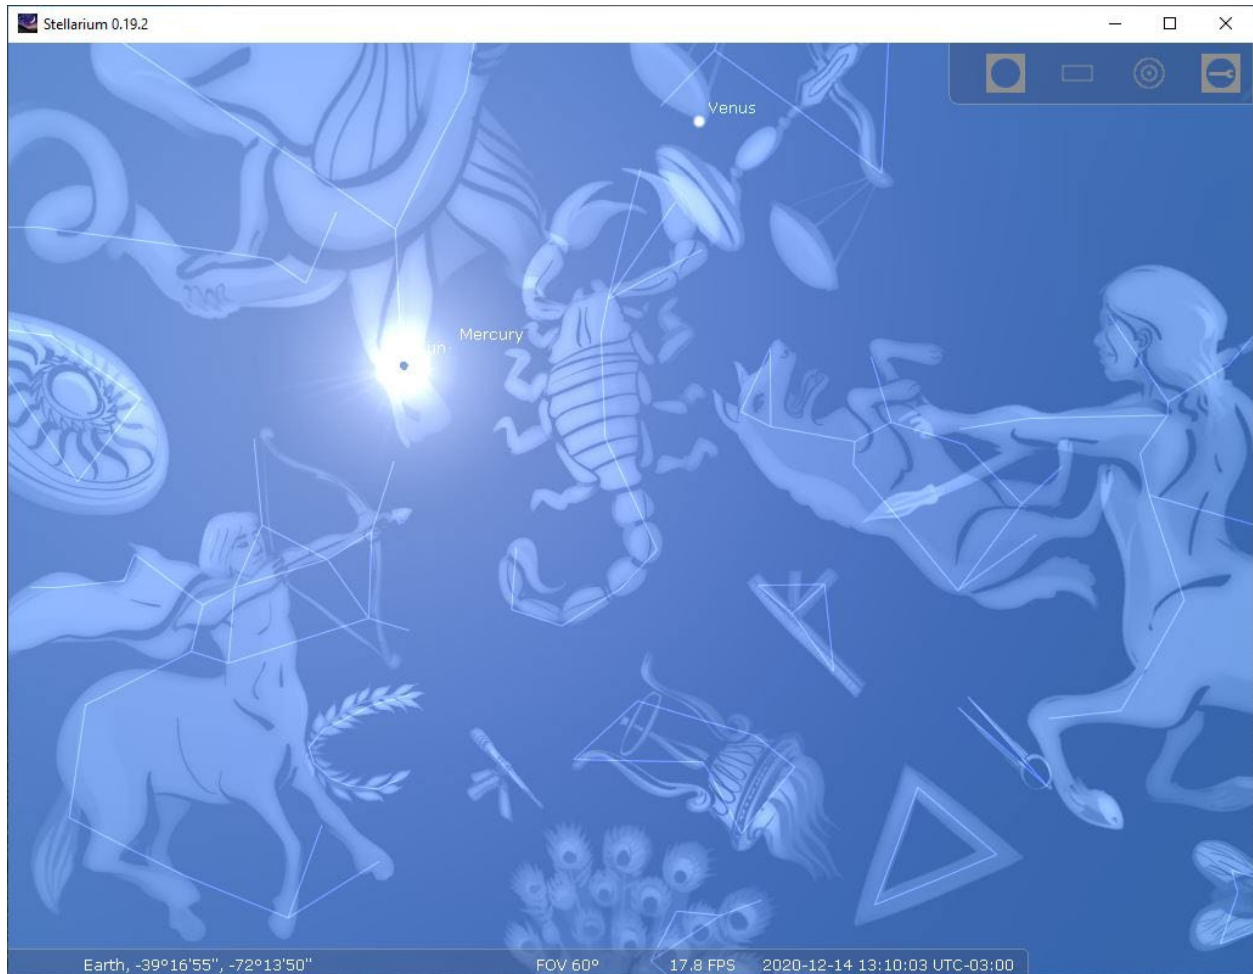 Stellarium 0.19.2
Venus
Mercury
Earth, -39°16'55", -72°13'50"
FOV 60°
17.8 FPS
2020-12-14 13:10:03 UTC-03:00